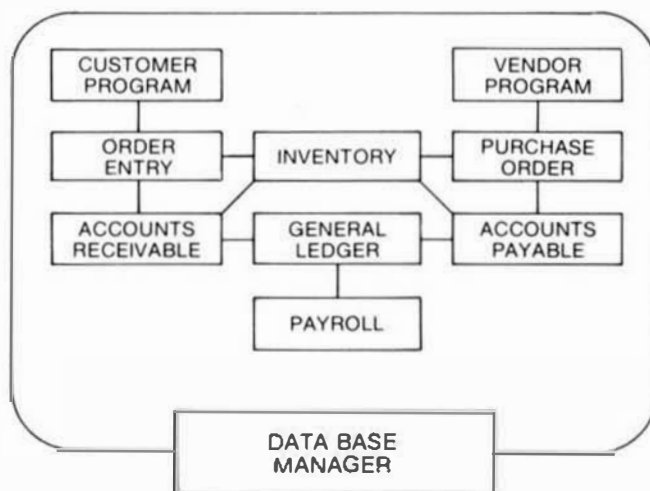 CUSTOMER
PROGRAM
VENDOR
PROGRAM
ORDER
ENTRY
INVENTORY
PURCHASE
ORDER
ACCOUNTS
RECEIVABLE
GENERAL
LEDGER
ACCOUNTS
PAYABLE
PAYROLL
DATA BASE
MANAGER